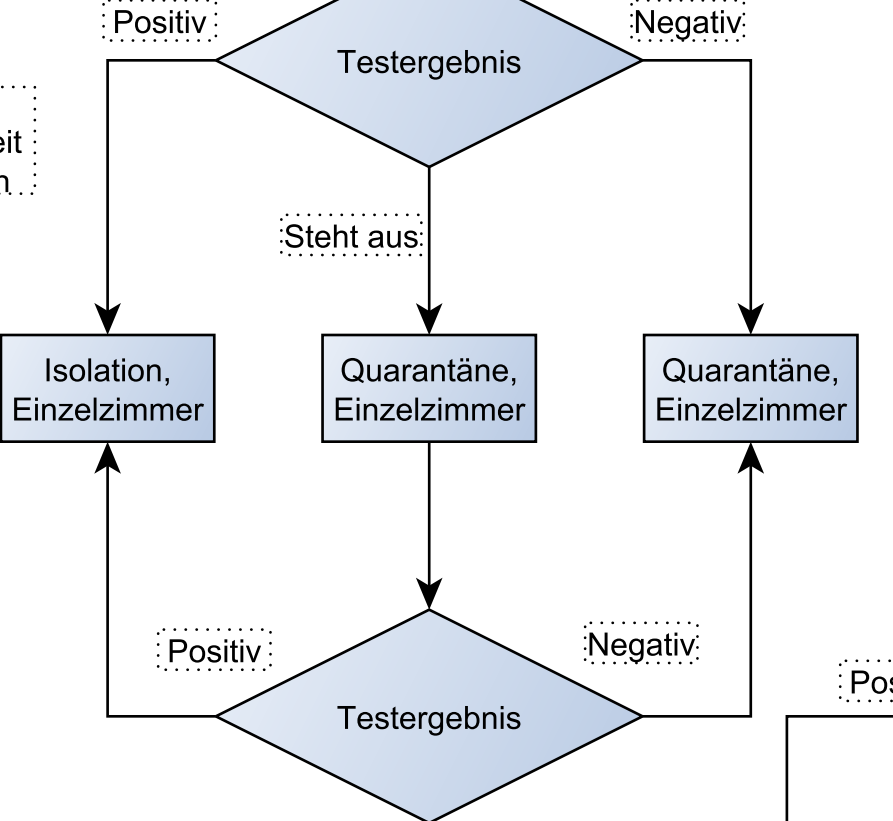 Positiv
Negativ
Testergebnis
Steht aus
Isolation,
Einzelzimmer
Quarantäne,
Einzelzimmer
Quarantäne,
Einzelzimmer
Positiv
Negativ
Testergebnis